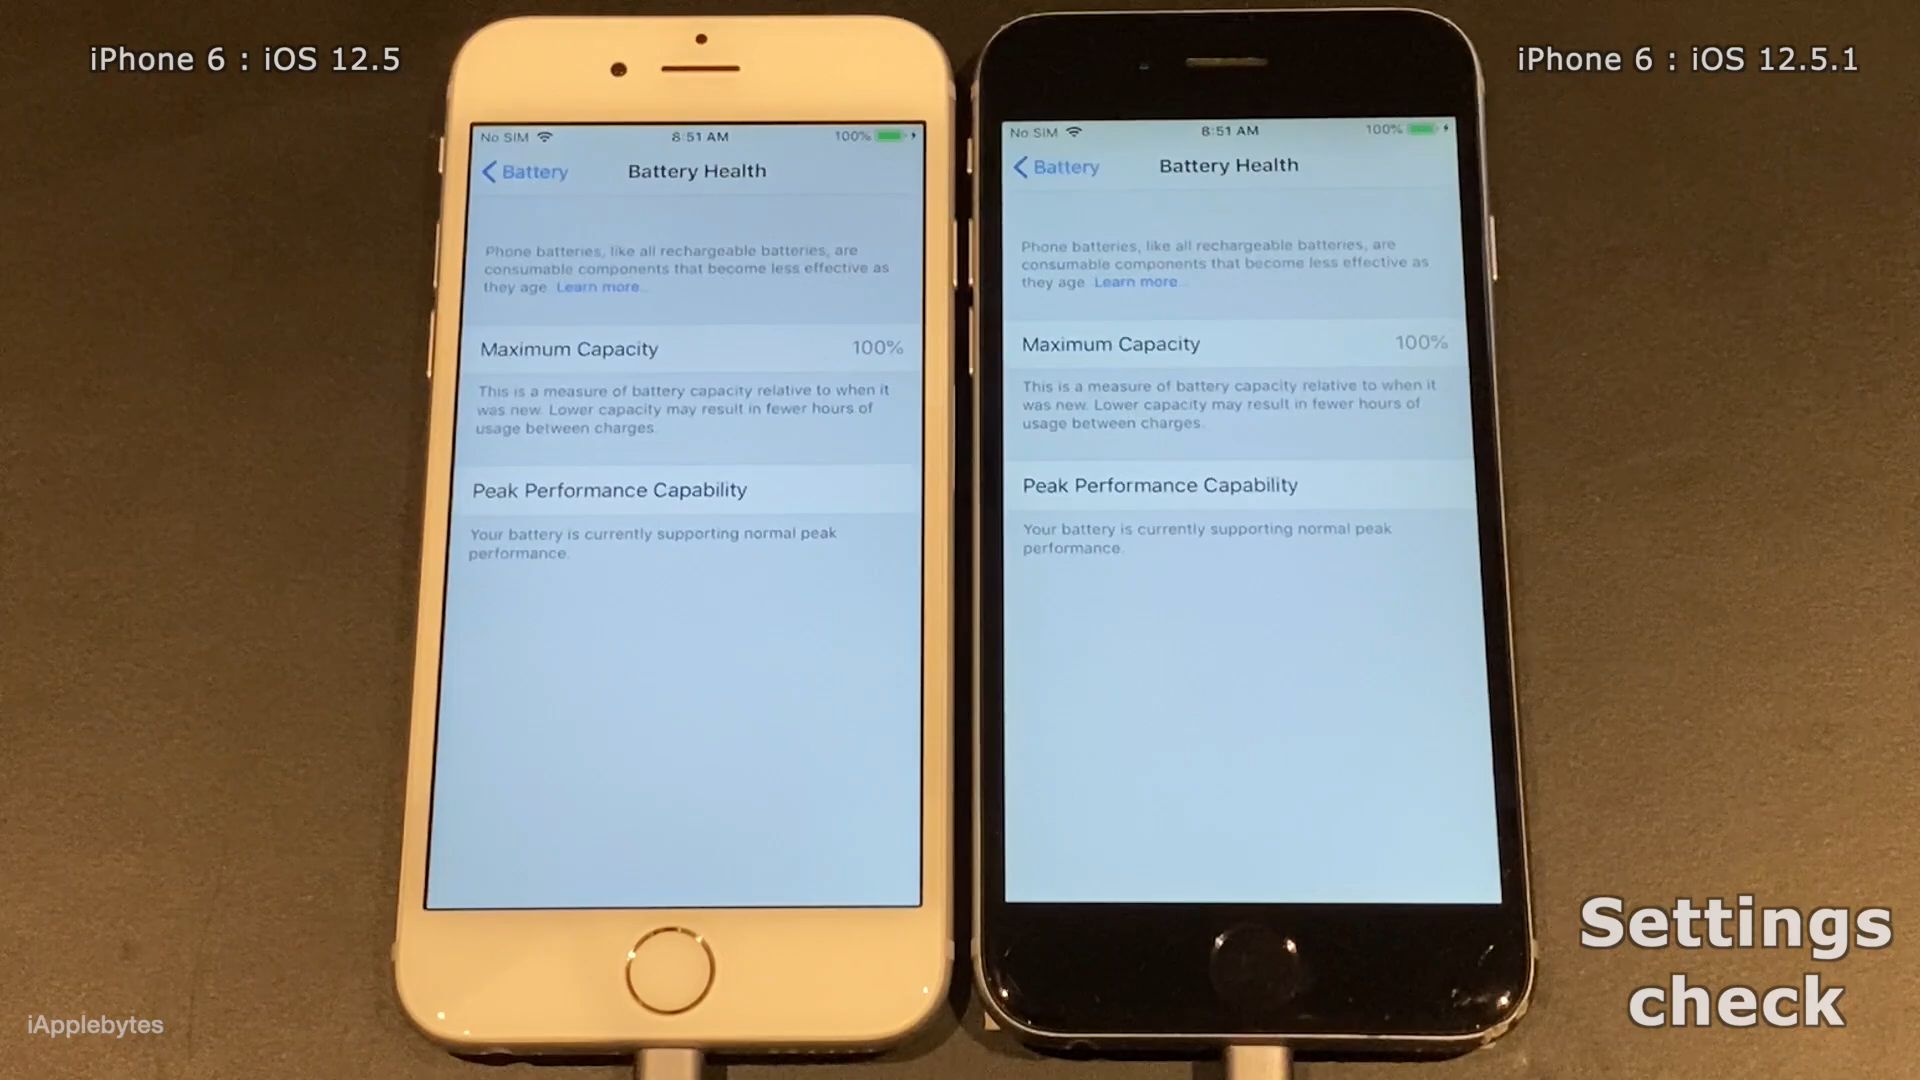 iPhone 6 : iOS 12.5
iPhone 6 : iOS 12.5.1
No SIM 8:51 AM 100%
Battery Battery Health
Phone batteries, like all rechargeable batteries, are
consumable components that become less effective as
they age. Learn more...
Maximum Capacity 100%
This is a measure of battery capacity relative to when it
was new. Lower capacity may result in fewer hours of
usage between charges.
Peak Performance Capability
Your battery is currently supporting normal peak
performance.
No SIM 8:51 AM 100%
Battery Battery Health
Phone batteries, like all rechargeable batteries, are
consumable components that become less effective as
they age. Learn more...
Maximum Capacity 100%
This is a measure of battery capacity relative to when it
was new. Lower capacity may result in fewer hours of
usage between charges.
Peak Performance Capability
Your battery is currently supporting normal peak
performance.
Settings
check
iApplebytes